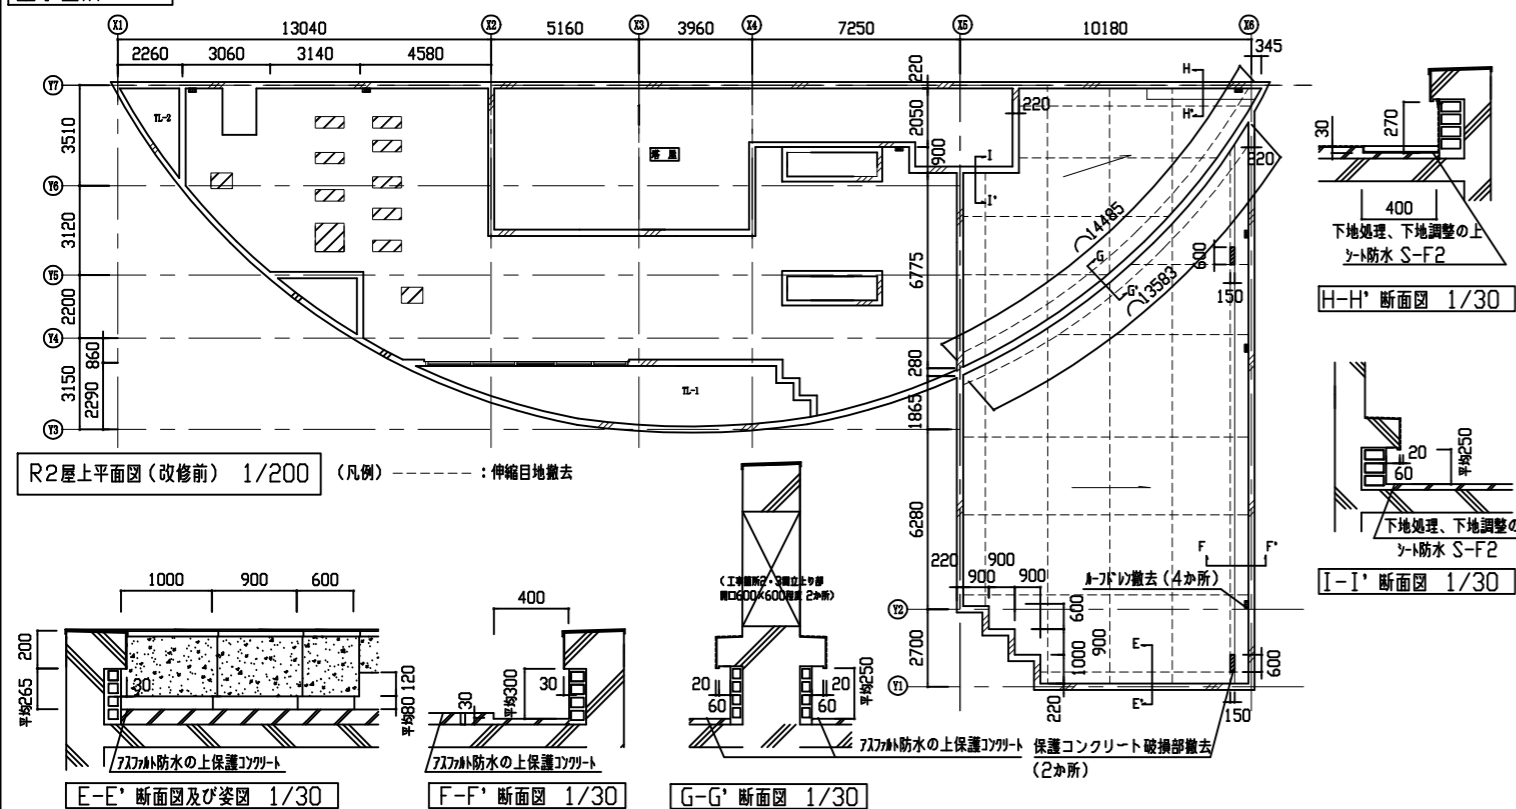 X1 X2 X3 X4 X5 X6
13040 5160 3960 7250 10180
2260 3060 3140 4580 345
Y7
Y6
Y5
Y4
Y3
3510
3120
2200
860
3150
2290
TL-2
塔屋
TL-1
220
2050
900
6775
280
1865
6280
220
2700
220
H
H'
I
I'
G
G'
14485
13583
220
600
150
R2屋上平面図(改修前) 1/200
(凡例) ------- : 伸縮目地撤去
Y2
Y1
900
900
900
600
900
1000
220
E
E'
F
F'
600
150
ルーフドレン撤去(4か所)
保護コンクリート破損部撤去
(2か所)
30
270
400
下地処理、下地調整の上
シート防水 S-F2
H-H' 断面図 1/30
20
60
平均250
下地処理、下地調整の
シート防水 S-F2
I-I' 断面図 1/30
1000 900 600
200
平均265
30
120
平均80
アスファルト防水の上保護コンクリート
E-E' 断面図及び姿図 1/30
400
30
平均300
30
アスファルト防水の上保護コンクリート
F-F' 断面図 1/30
開口600×600程度 2か所)
20
60
20
60
平均250
アスファルト防水の上保護コンクリート
G-G' 断面図 1/30